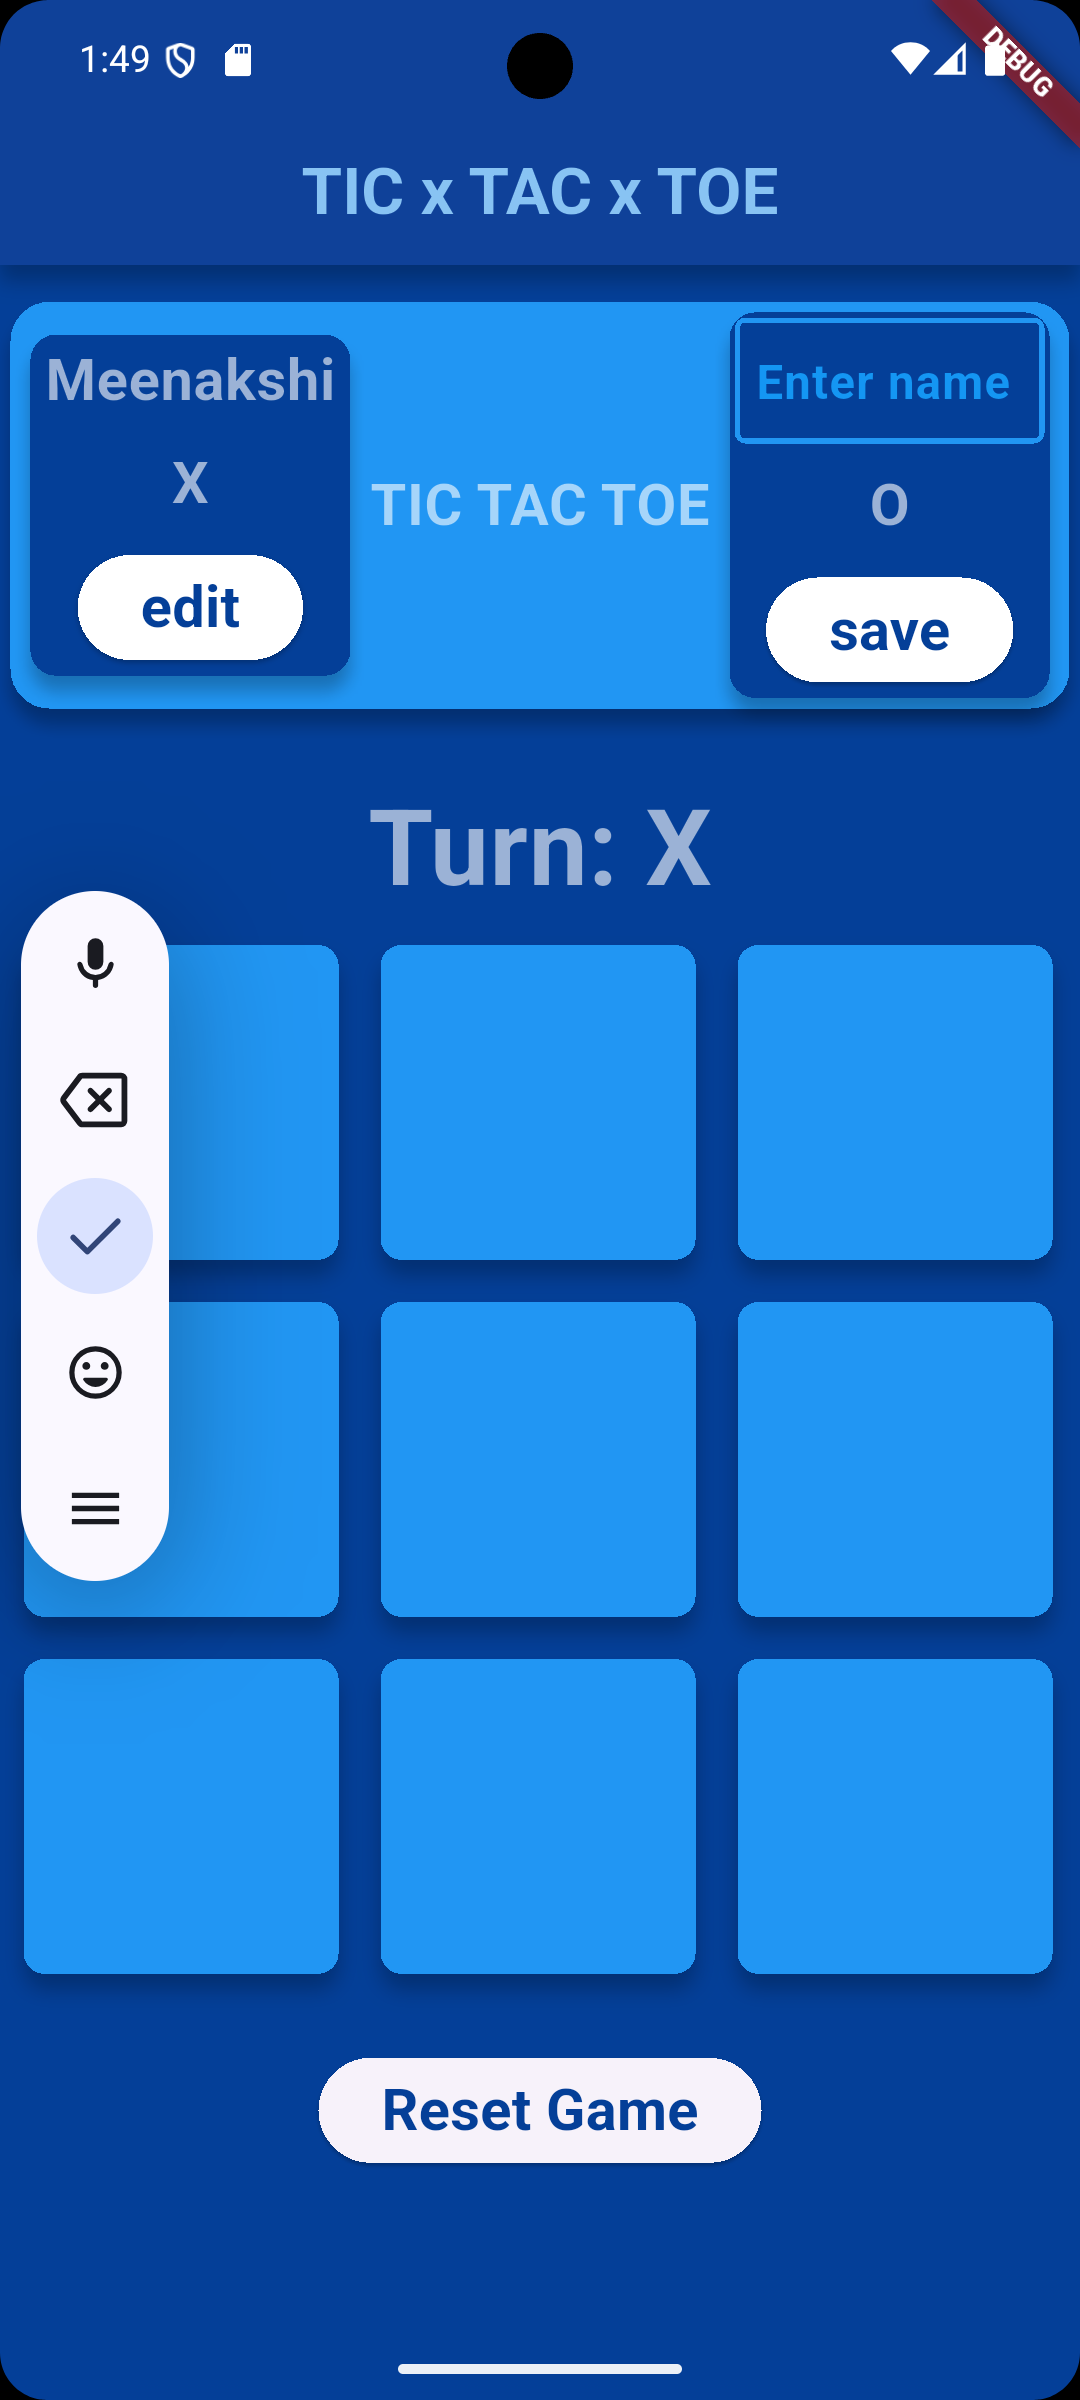 1:49
DEBUG
TIC x TAC x TOE
Meenakshi
X
edit
TIC TAC TOE
Enter name
O
save
Turn: X
Reset Game